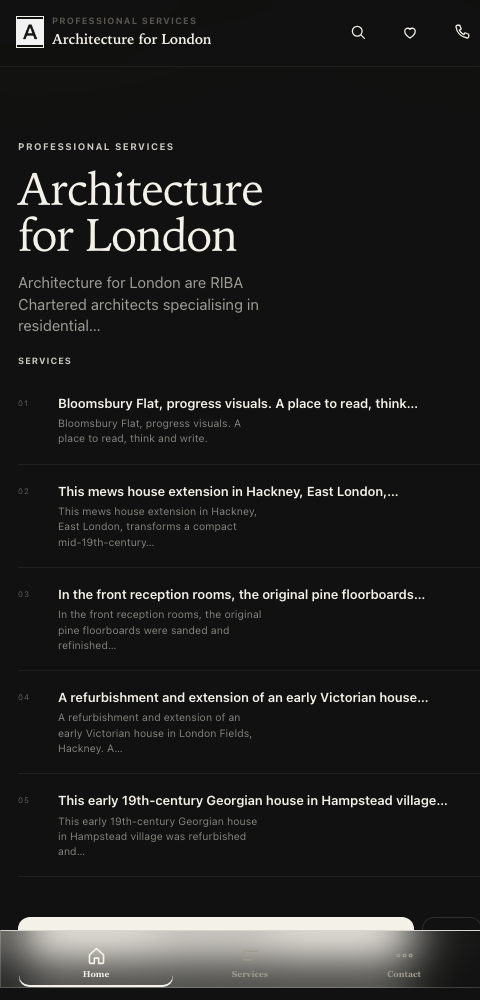 A
PROFESSIONAL SERVICES
Architecture for London
PROFESSIONAL SERVICES
Architecture
for London
Architecture for London are RIBA
Chartered architects specialising in
residential...
SERVICES
01
Bloomsbury Flat, progress visuals. A place to read, think...
Bloomsbury Flat, progress visuals. A
place to read, think and write.
02
This mews house extension in Hackney, East London,...
This mews house extension in Hackney,
East London, transforms a compact
mid-19th-century...
03
In the front reception rooms, the original pine floorboards...
In the front reception rooms, the original
pine floorboards were sanded and
refinished...
04
A refurbishment and extension of an early Victorian house...
A refurbishment and extension of an
early Victorian house in London Fields,
Hackney. A...
05
This early 19th-century Georgian house in Hampstead village...
This early 19th-century Georgian house
in Hampstead village was refurbished
and...
Home
Services
Contact